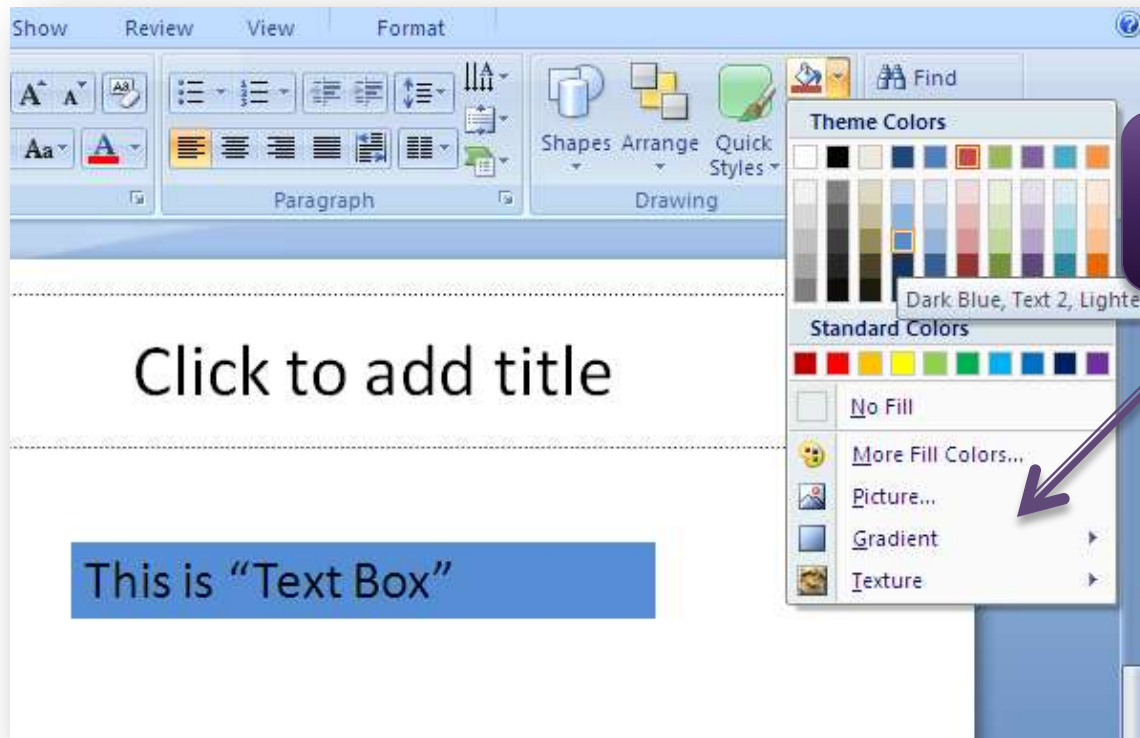 Show Review View Format
Find
Aa A
Shapes Arrange Quick Styles
Paragraph Drawing
Theme Colors
Dark Blue, Text 2, Lighte
Standard Colors
No Fill
More Fill Colors...
Picture...
Gradient
Texture
Click to add title
This is “Text Box”